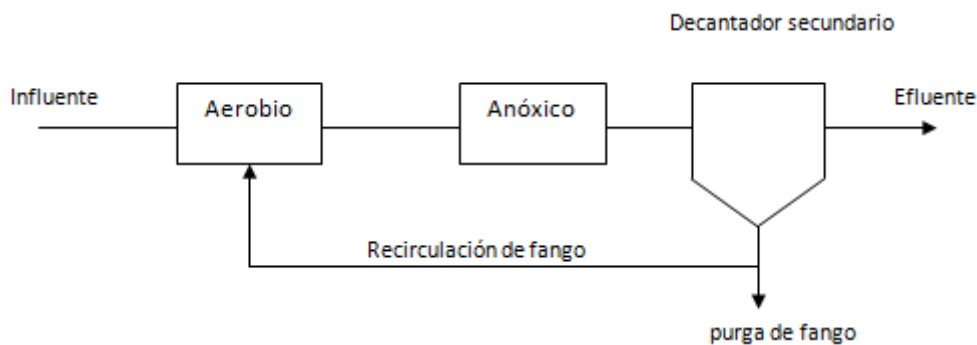 Decantador secundario
Influente
Aerobio
Anóxico
Efluente
Recirculación de fango
purga de fango